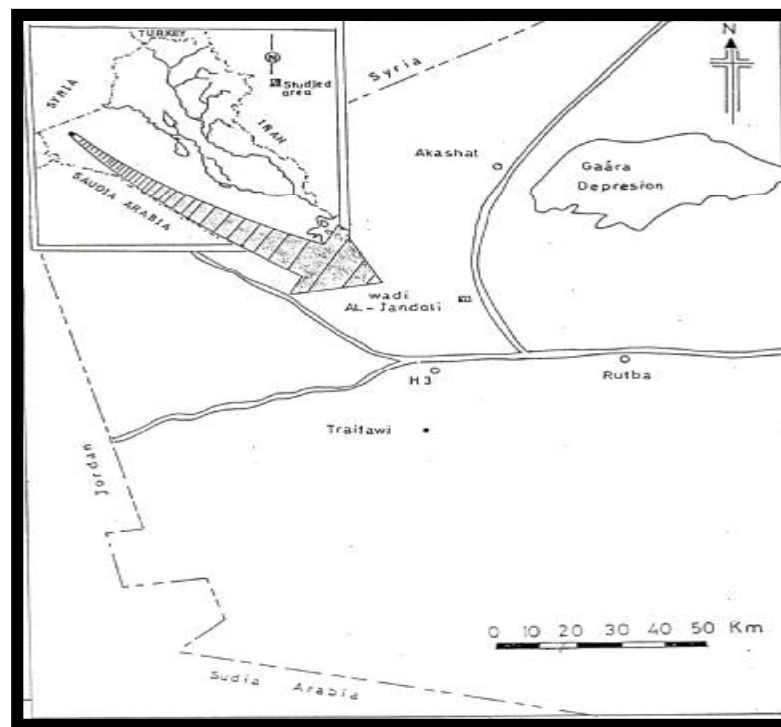 TURKEY
N
Studied
area
SYRIA
IRAN
SAUDIA ARABIA
Syria
N
Akashat
Gaåra
Depresion
wadi
AL-Jandoli
H3
Rutba
Traifawi
Jordan
0 10 20 30 40 50 Km
Sudia Arabia